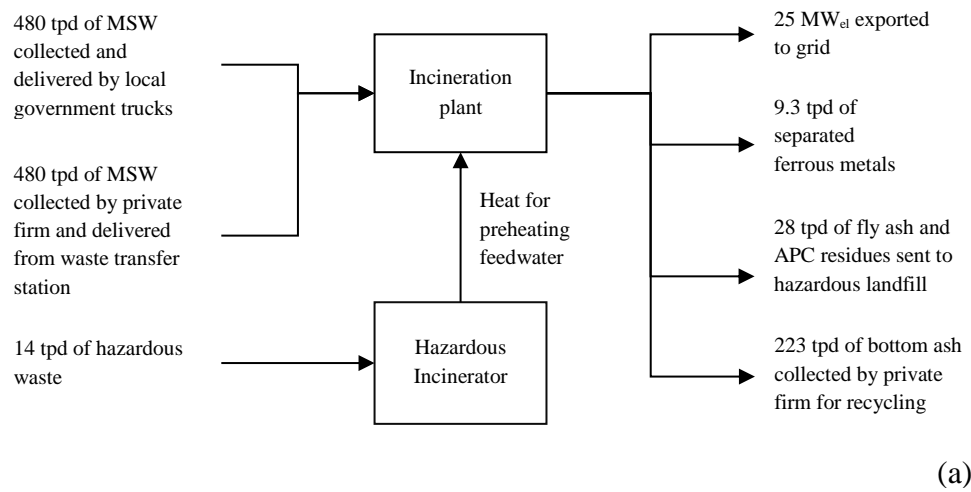 480 tpd of MSW
collected and
delivered by local
government trucks
480 tpd of MSW
collected by private
firm and delivered
from waste transfer
station
14 tpd of hazardous
waste
Incineration
plant
Heat for
preheating
feedwater
Hazardous
Incinerator
25 MWel exported
to grid
9.3 tpd of
separated
ferrous metals
28 tpd of fly ash and
APC residues sent to
hazardous landfill
223 tpd of bottom ash
collected by private
firm for recycling
(a)